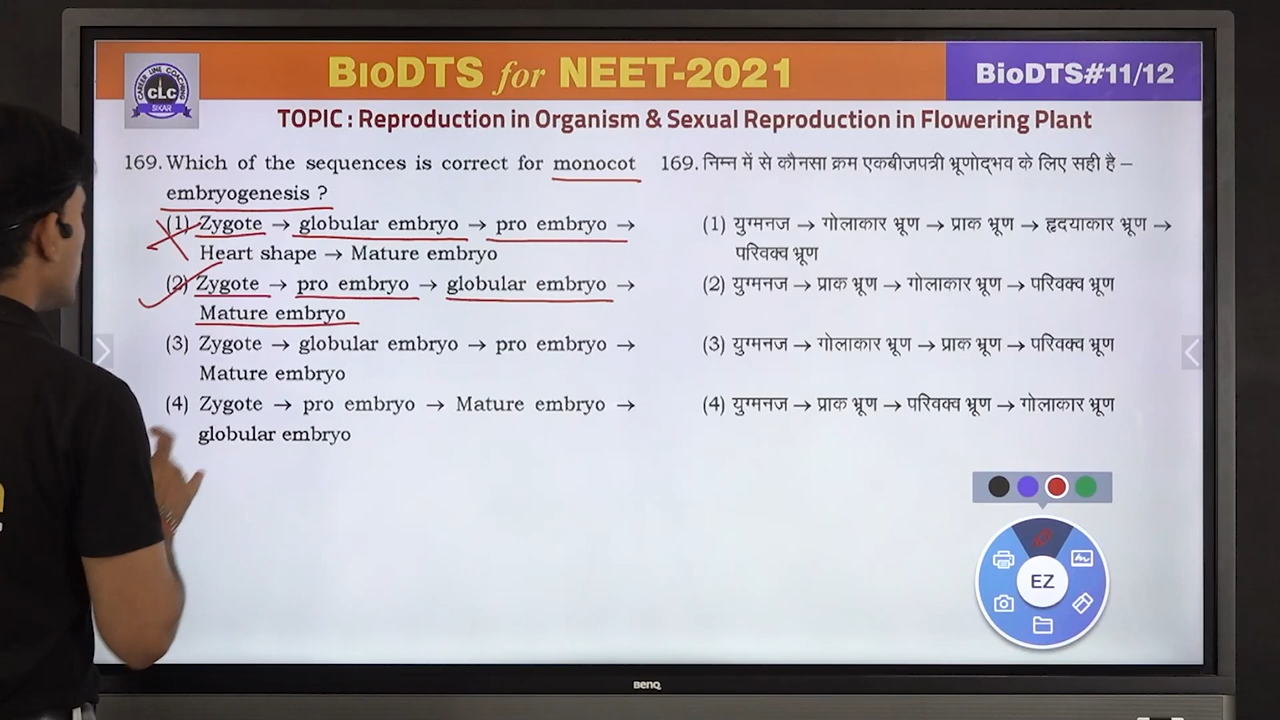 BioDTS for NEET-2021
BioDTS#11/12
CAREER LINE COACHING
CLC
SIKAR
TOPIC : Reproduction in Organism & Sexual Reproduction in Flowering Plant
169. Which of the sequences is correct for monocot
embryogenesis ?
(1) Zygote → globular embryo → pro embryo →
Heart shape → Mature embryo
(2) Zygote → pro embryo → globular embryo →
Mature embryo
(3) Zygote → globular embryo → pro embryo →
Mature embryo
(4) Zygote → pro embryo → Mature embryo →
globular embryo
169. निम्न में से कौनसा क्रम एकबीजपत्री भ्रूणोद्भव के लिए सही है –
(1) युग्मनज → गोलाकार भ्रूण → प्राक भ्रूण → हृदयाकार भ्रूण →
परिवक्व भ्रूण
(2) युग्मनज → प्राक भ्रूण → गोलाकार भ्रूण → परिवक्व भ्रूण
(3) युग्मनज → गोलाकार भ्रूण → प्राक भ्रूण → परिवक्व भ्रूण
(4) युग्मनज → प्राक भ्रूण → परिवक्व भ्रूण → गोलाकार भ्रूण
EZ
BenQ